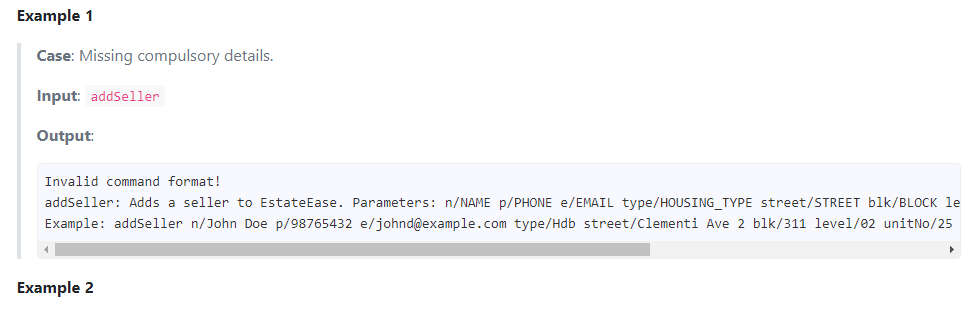 Example 1
Case: Missing compulsory details.
Input: addSeller
Output:
Invalid command format!
addSeller: Adds a seller to EstateEase. Parameters: n/NAME p/PHONE e/EMAIL type/HOUSING_TYPE street/STREET blk/BLOCK le
Example: addSeller n/John Doe p/98765432 e/johnd@example.com type/Hdb street/Clementi Ave 2 blk/311 level/02 unitNo/25
Example 2